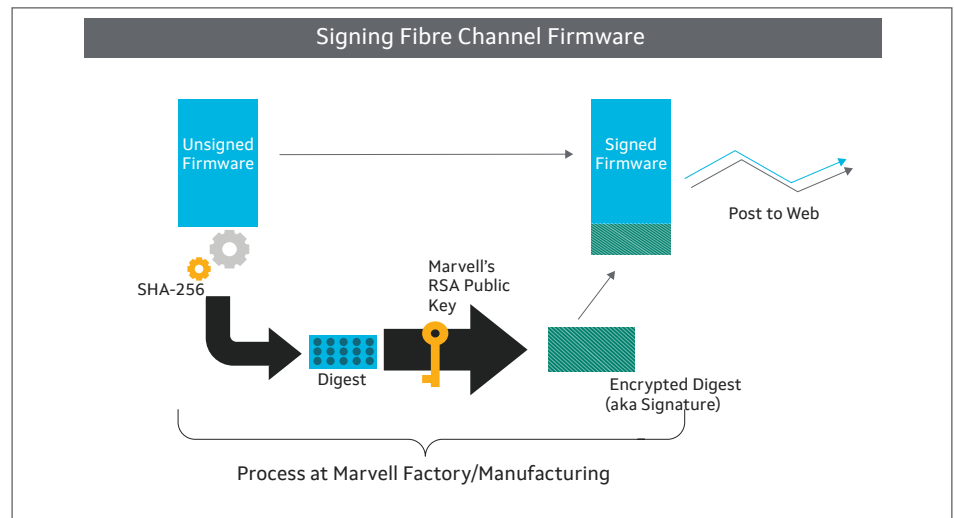 Signing Fibre Channel Firmware
Unsigned
Firmware
Signed
Firmware
Post to Web
SHA-256
Marvell's
RSA Public
Key
Digest
Encrypted Digest
(aka Signature)
Process at Marvell Factory/Manufacturing